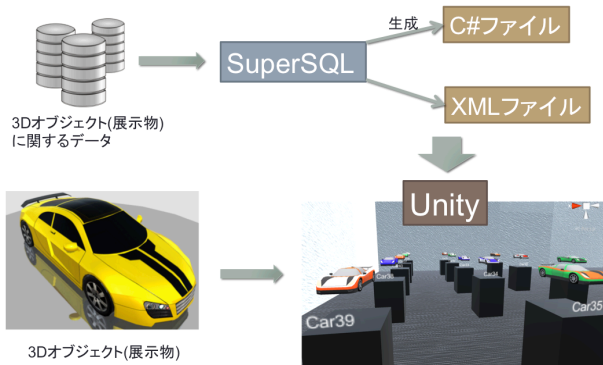 生成
C#ファイル
SuperSQL
XMLファイル
3Dオブジェクト(展示物)
に関するデータ
Unity
Car39
Car34
Car35
3Dオブジェクト(展示物)